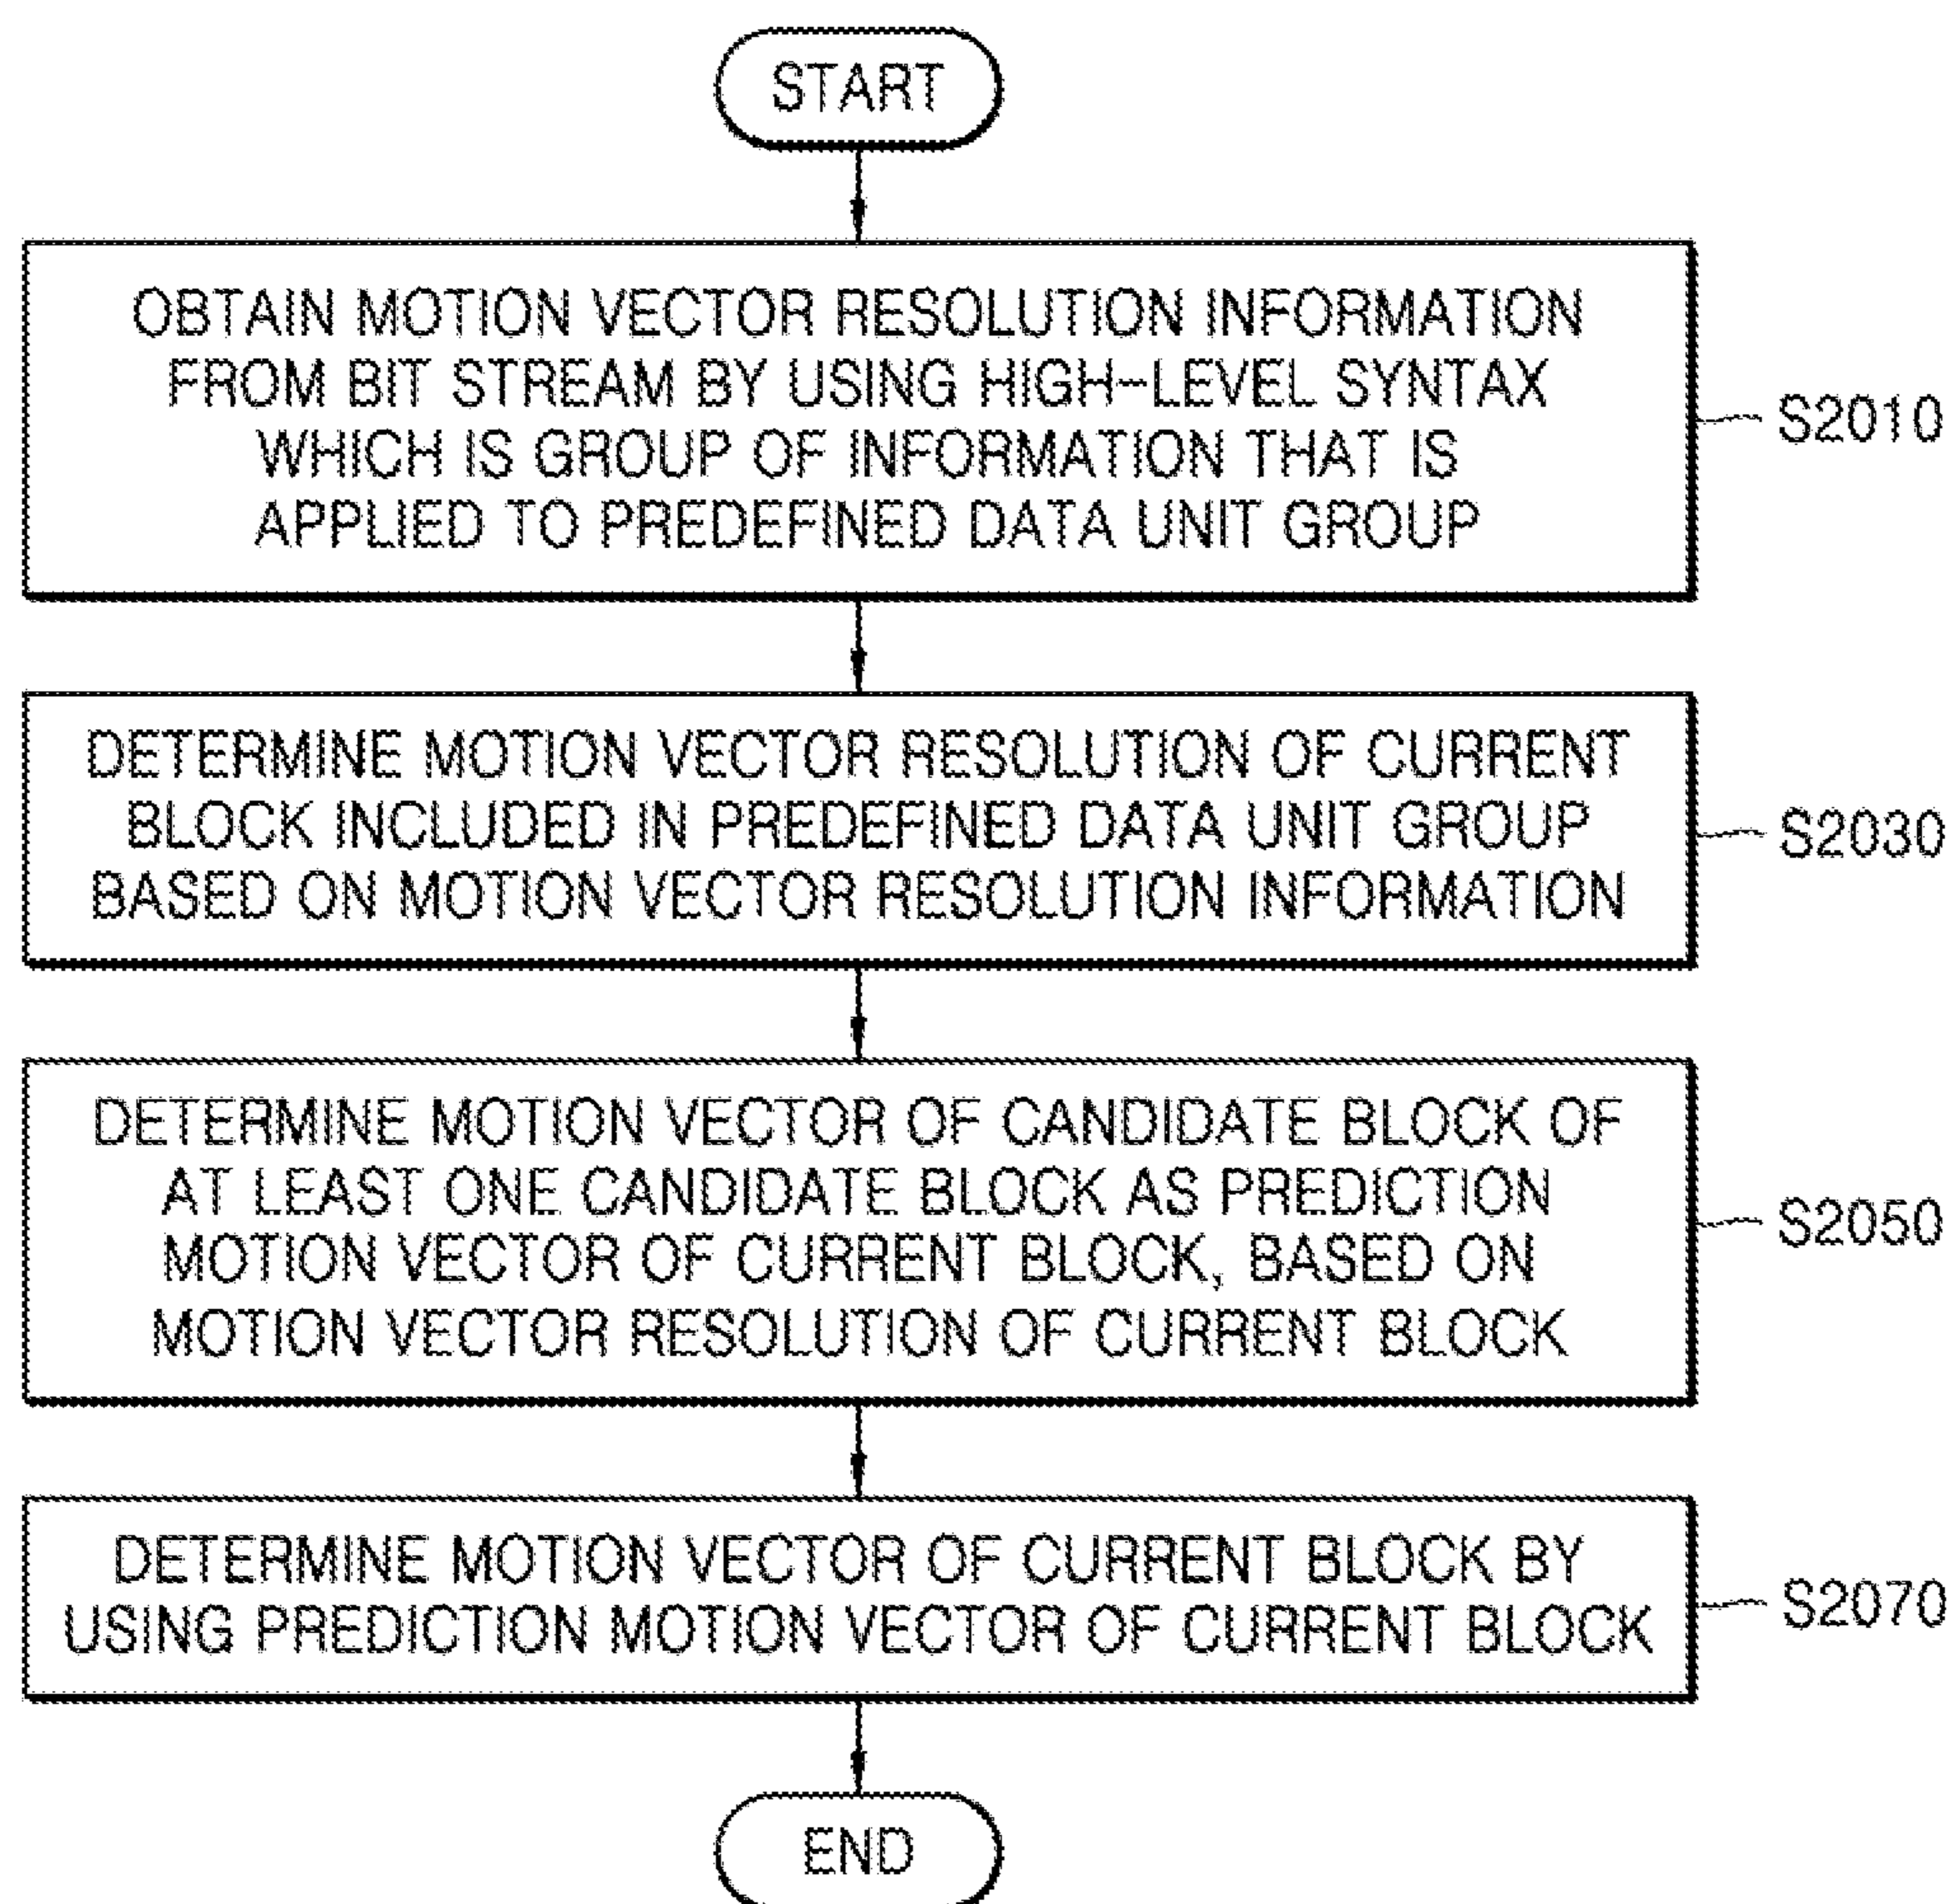 START
OBTAIN MOTION VECTOR RESOLUTION INFORMATION
FROM BIT STREAM BY USING HIGH-LEVEL SYNTAX
WHICH IS GROUP OF INFORMATION THAT IS
APPLIED TO PREDEFINED DATA UNIT GROUP
S2010
DETERMINE MOTION VECTOR RESOLUTION OF CURRENT
BLOCK INCLUDED IN PREDEFINED DATA UNIT GROUP
BASED ON MOTION VECTOR RESOLUTION INFORMATION
S2030
DETERMINE MOTION VECTOR OF CANDIDATE BLOCK OF
AT LEAST ONE CANDIDATE BLOCK AS PREDICTION
MOTION VECTOR OF CURRENT BLOCK, BASED ON
MOTION VECTOR RESOLUTION OF CURRENT BLOCK
S2050
DETERMINE MOTION VECTOR OF CURRENT BLOCK BY
USING PREDICTION MOTION VECTOR OF CURRENT BLOCK
S2070
END